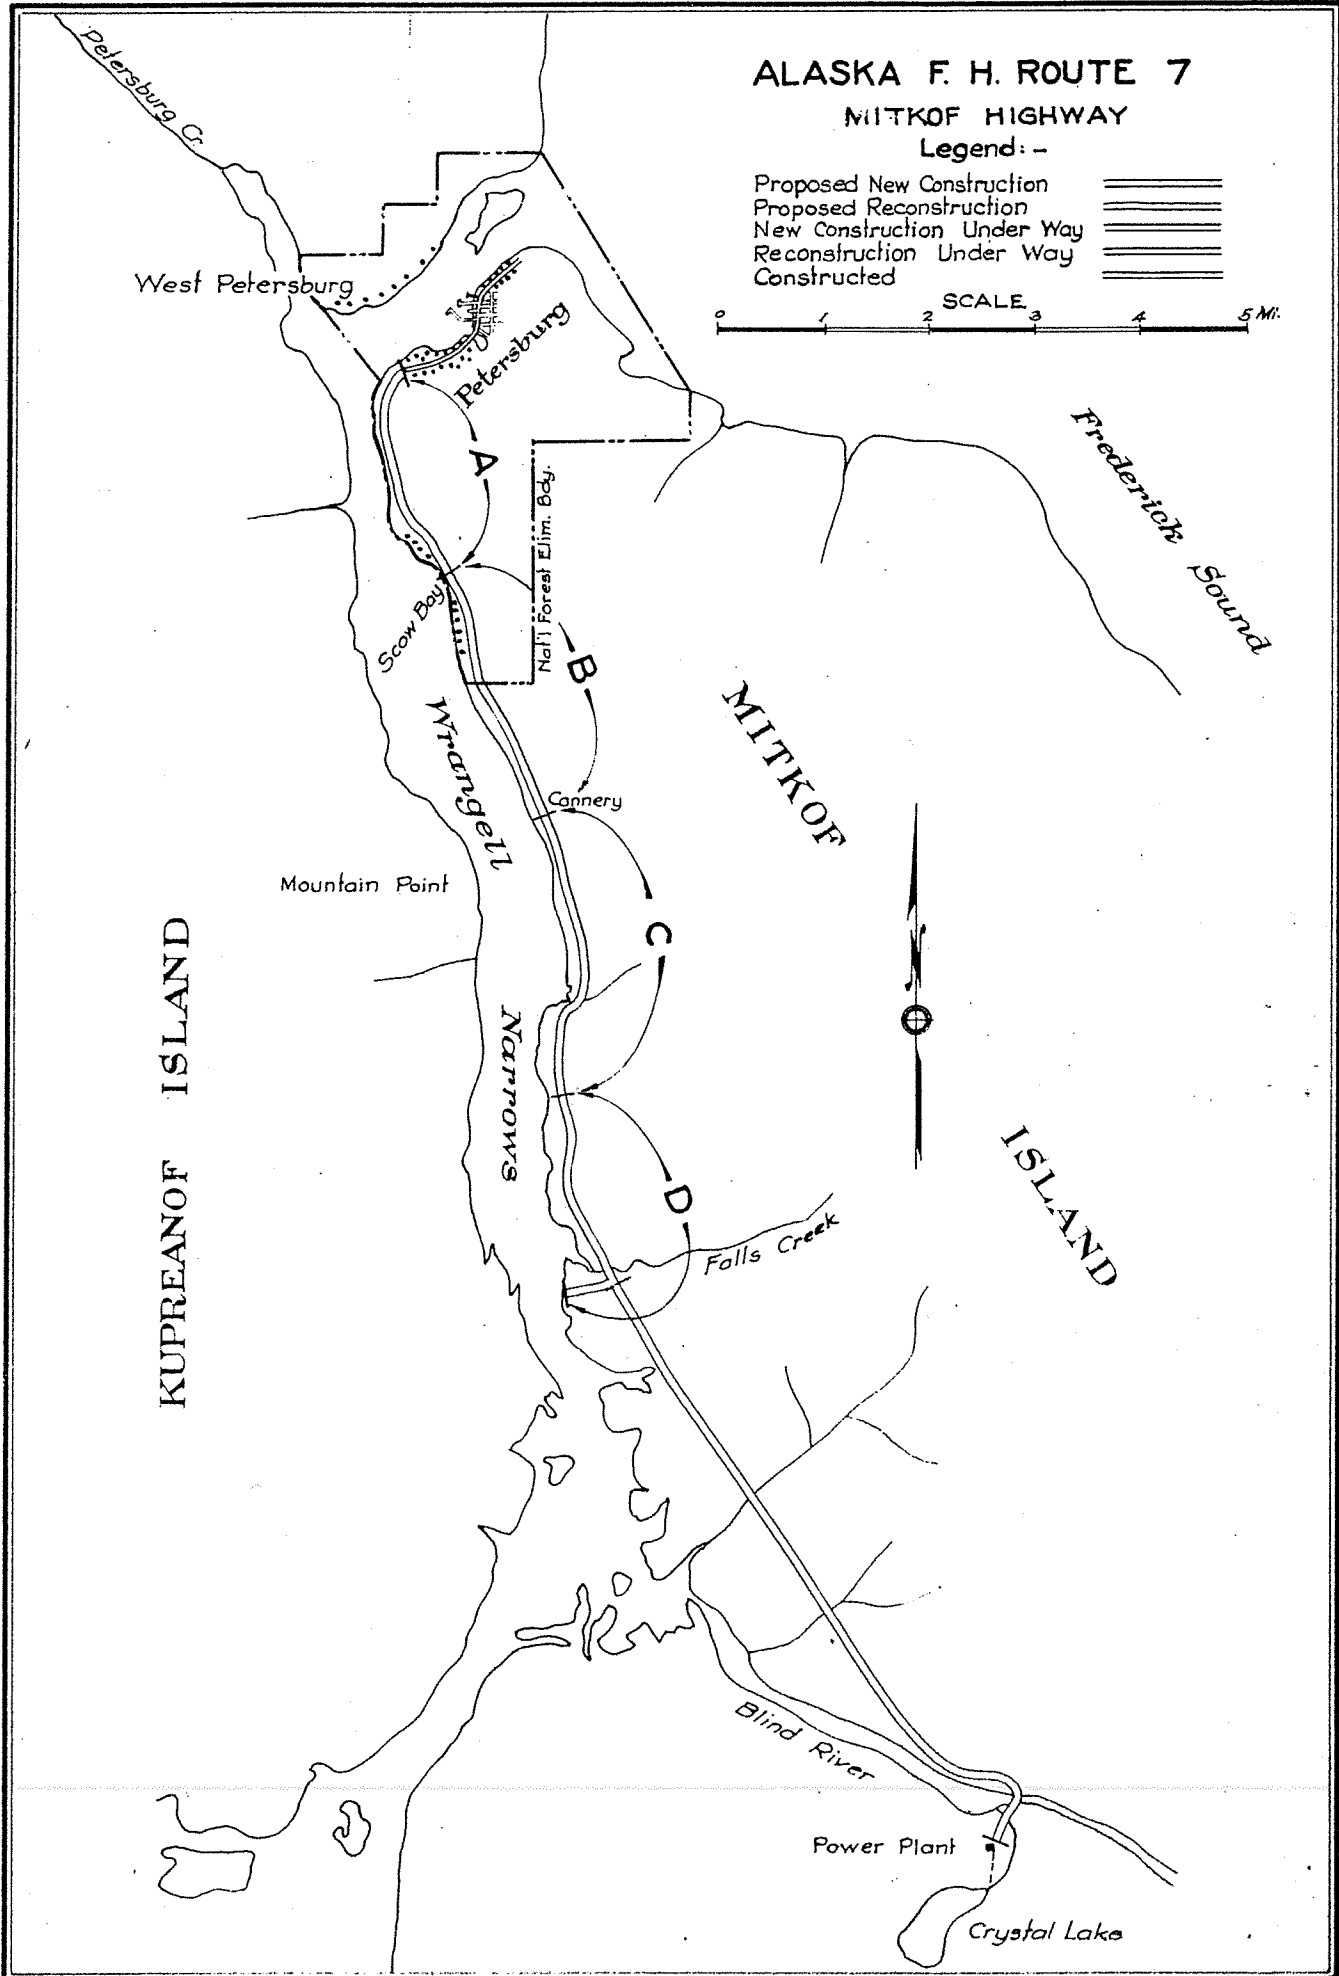 ALASKA F. H. ROUTE 7
MITKOF HIGHWAY
Legend: -
Proposed New Construction
Proposed Reconstruction
New Construction Under Way
Reconstruction Under Way
Constructed
SCALE
0 1 2 3 4 5 Mi.
Petersburg Cr.
West Petersburg
Petersburg
Frederick Sound
A
Nat'l Forest Elim. Bdy.
Scow Bay
B
Wrangell
Narrows
MITKOF
ISLAND
Cannery
Mountain Point
C
N
KUPREANOF ISLAND
D
Falls Creek
Blind River
Power Plant
Crystal Lake